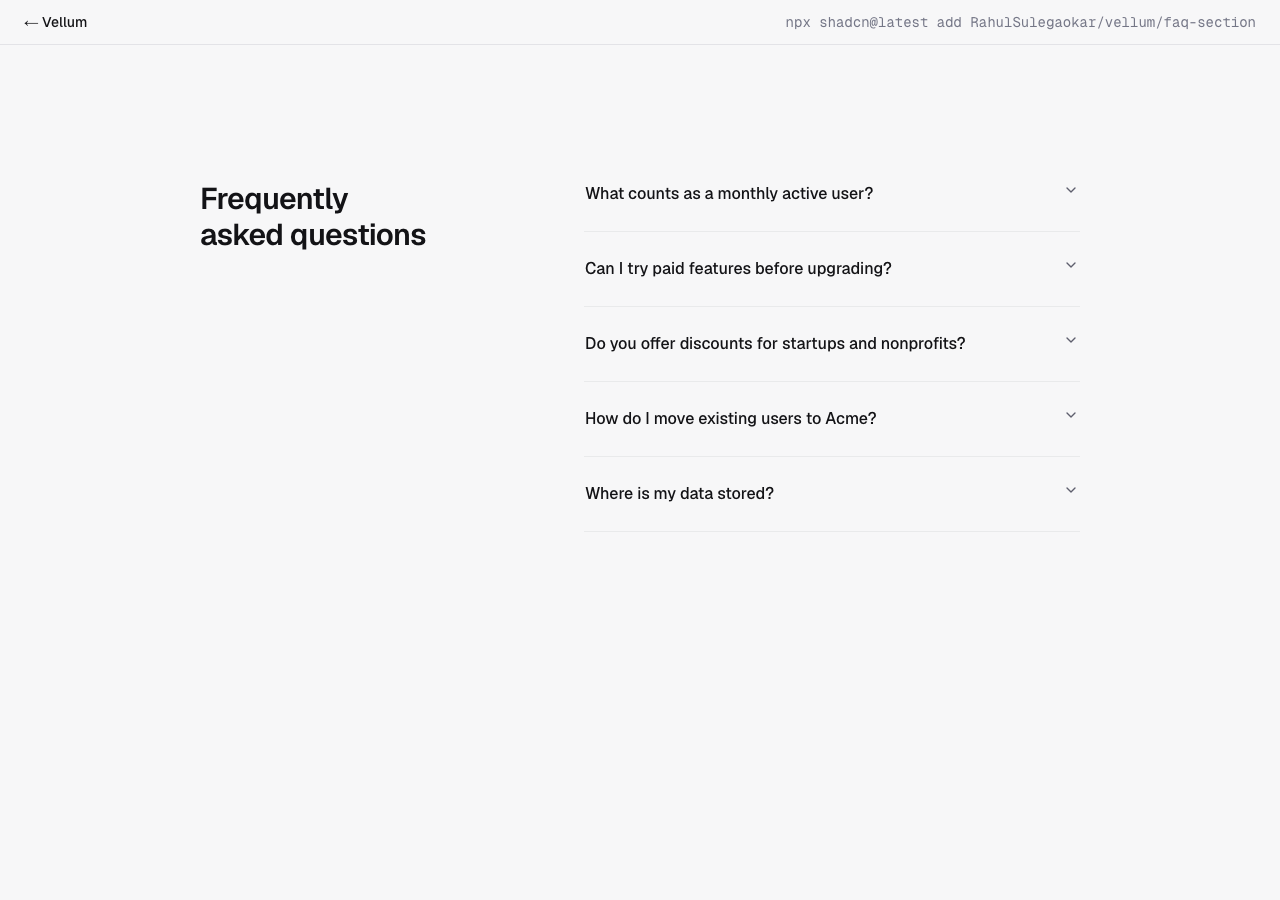 ← Vellum
npx shadcn@latest add RahulSulegaokar/vellum/faq-section
Frequently
asked questions
What counts as a monthly active user?
Can I try paid features before upgrading?
Do you offer discounts for startups and nonprofits?
How do I move existing users to Acme?
Where is my data stored?